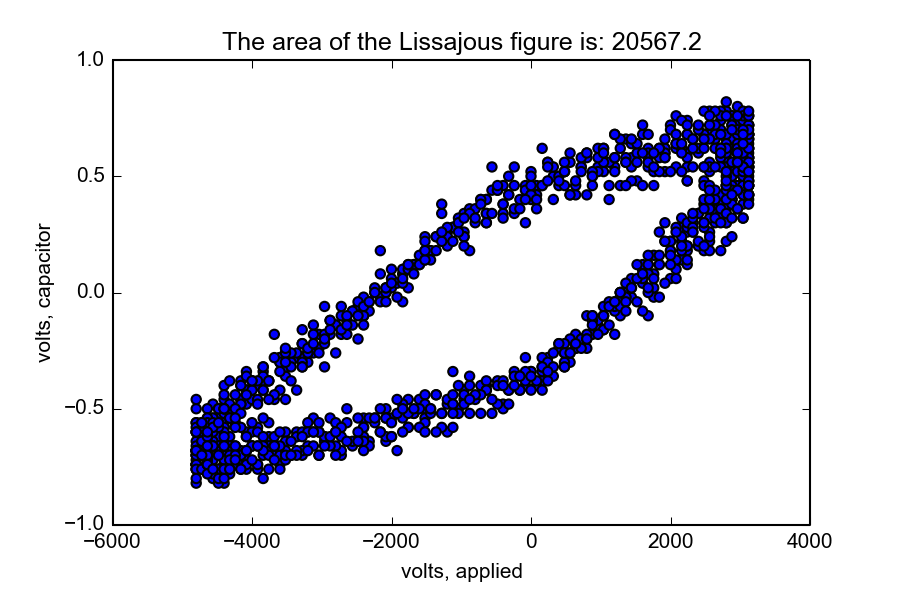 The area of the Lissajous figure is: 20567.2
1.0
0.5
0.0
−0.5
−1.0
volts, capacitor
−6000 −4000 −2000 0 2000 4000
volts, applied